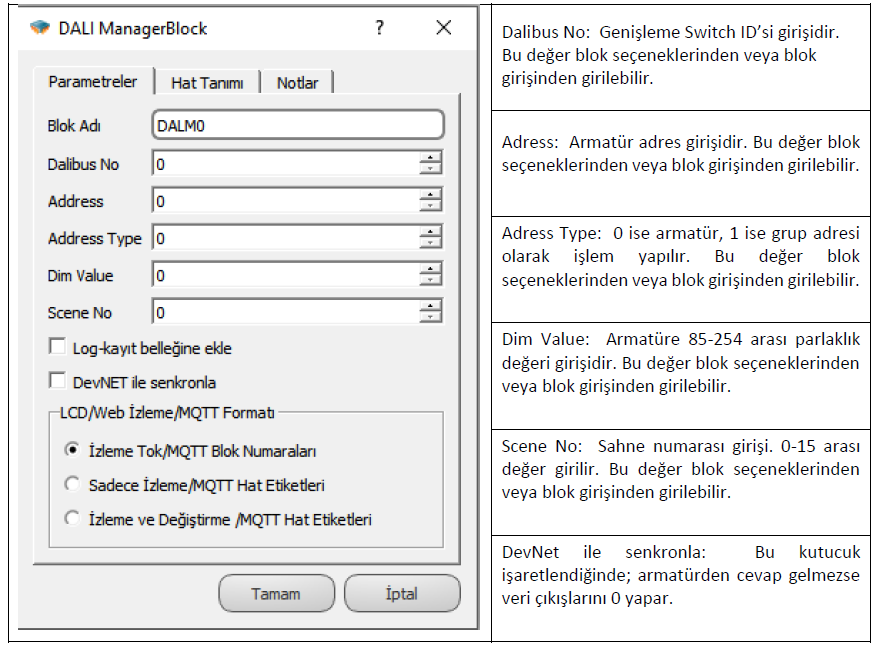 DALI ManagerBlock
?
Parametreler
Hat Tanımı
Notlar
Blok Adı
DALM0
Dalibus No
0
Address
0
Address Type
0
Dim Value
0
Scene No
0
Log-kayıt belleğine ekle
DevNET ile senkronla
LCD/Web İzleme/MQTT Formatı
İzleme Tok/MQTT Blok Numaraları
Sadece İzleme/MQTT Hat Etiketleri
İzleme ve Değiştirme /MQTT Hat Etiketleri
Tamam
İptal
Dalibus No: Genişleme Switch ID’si girişidir.
Bu değer blok seçeneklerinden veya blok
girişinden girilebilir.
Adress: Armatür adres girişidir. Bu değer blok
seçeneklerinden veya blok girişinden girilebilir.
Adress Type: 0 ise armatür, 1 ise grup adresi
olarak işlem yapılır. Bu değer blok
seçeneklerinden veya blok girişinden girilebilir.
Dim Value: Armatüre 85-254 arası parlaklık
değeri girişidir. Bu değer blok seçeneklerinden
veya blok girişinden girilebilir.
Scene No: Sahne numarası girişi. 0-15 arası
değer girilir. Bu değer blok seçeneklerinden
veya blok girişinden girilebilir.
DevNet ile senkronla: Bu kutucuk
işaretlendiğinde; armatürden cevap gelmezse
veri çıkışlarını 0 yapar.